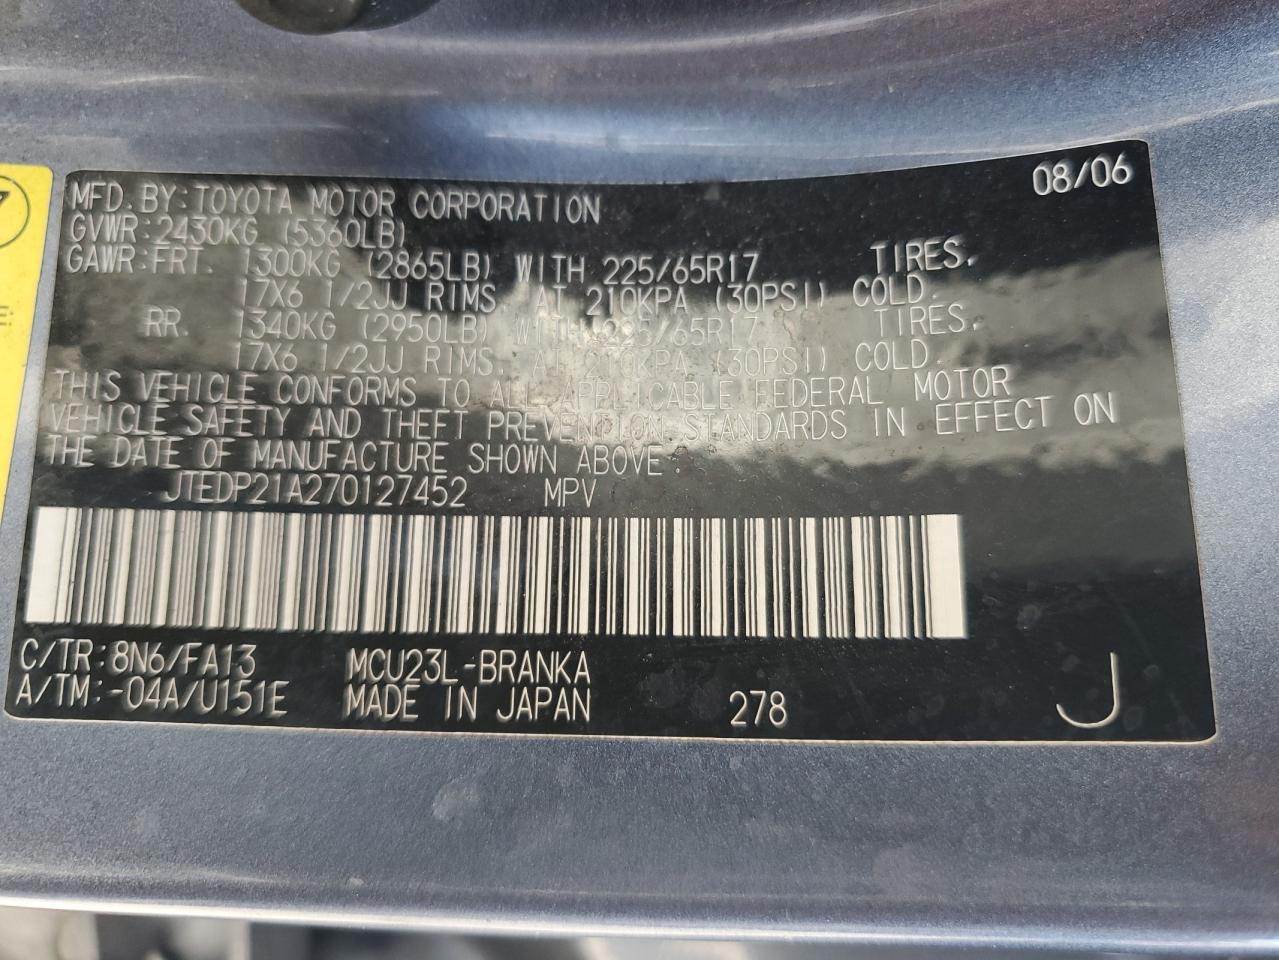 08/06
MFD.BY:TOYOTA MOTOR CORPORATION
GVWR:2430KG (5360LB)
GAWR:FRT. 1300KG (2865LB) WITH 225/65R17 TIRES.
17X6 1/2JJ RIMS AT 210KPA (30PSI) COLD.
RR. 1340KG (2950LB) WITH 225/65R17 TIRES.
17X6 1/2JJ RIMS. AT 210KPA (30PSI) COLD.
THIS VEHICLE CONFORMS TO ALL APPLICABLE FEDERAL MOTOR
VEHICLE SAFETY AND THEFT PREVENTION STANDARDS IN EFFECT ON
THE DATE OF MANUFACTURE SHOWN ABOVE.
JTEDP21A270127452 MPV
C/TR:8N6/FA13 MCU23L-BRANKA
A/TM:-04A/U151E MADE IN JAPAN 278 J